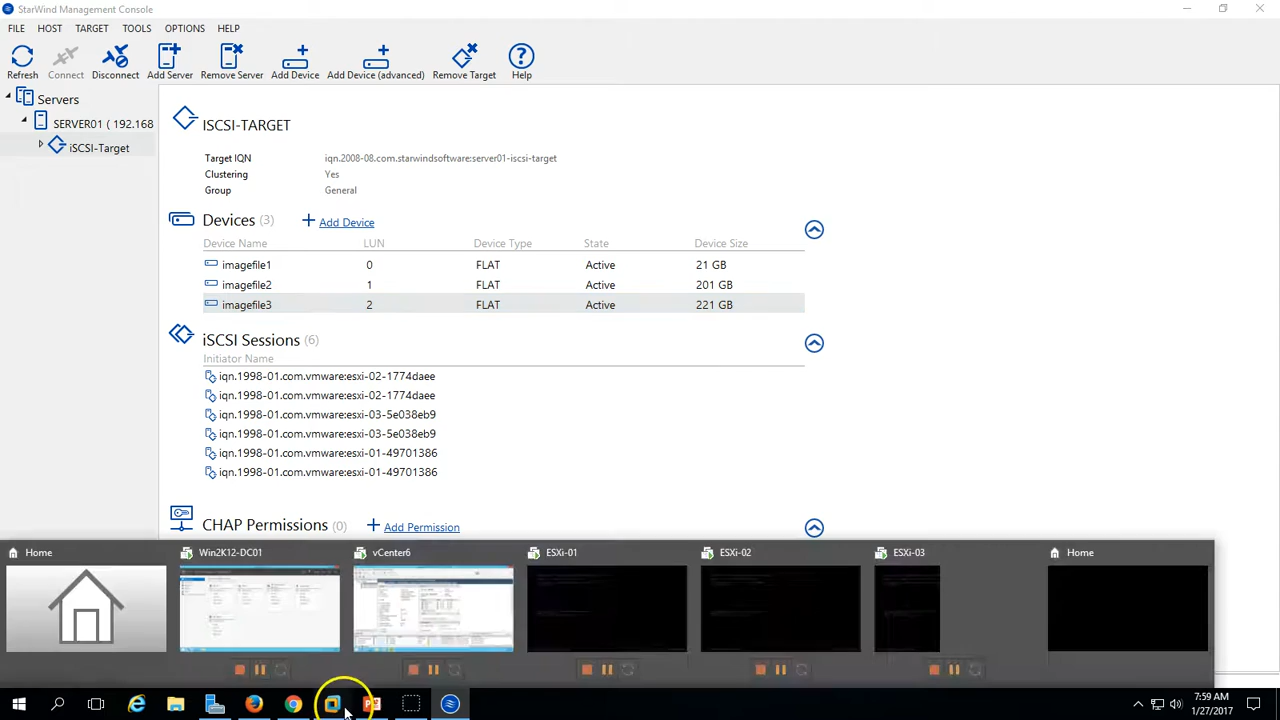 StarWind Management Console
FILE HOST TARGET TOOLS OPTIONS HELP
Refresh Connect Disconnect Add Server Remove Server Add Device Add Device (advanced) Remove Target Help
Servers
SERVER01 ( 192.168
iSCSI-Target
ISCSI-TARGET
Target IQN iqn.2008-08.com.starwindsoftware:server01-iscsi-target
Clustering Yes
Group General
Devices (3) Add Device
Device Name LUN Device Type State Device Size
imagefile1 0 FLAT Active 21 GB
imagefile2 1 FLAT Active 201 GB
imagefile3 2 FLAT Active 221 GB
iSCSI Sessions (6)
Initiator Name
iqn.1998-01.com.vmware:esxi-02-1774daee
iqn.1998-01.com.vmware:esxi-02-1774daee
iqn.1998-01.com.vmware:esxi-03-5e038eb9
iqn.1998-01.com.vmware:esxi-03-5e038eb9
iqn.1998-01.com.vmware:esxi-01-49701386
iqn.1998-01.com.vmware:esxi-01-49701386
CHAP Permissions (0) Add Permission
Home Win2K12-DC01 vCenter6 ESXi-01 ESXi-02 ESXi-03 Home
7:59 AM
1/27/2017